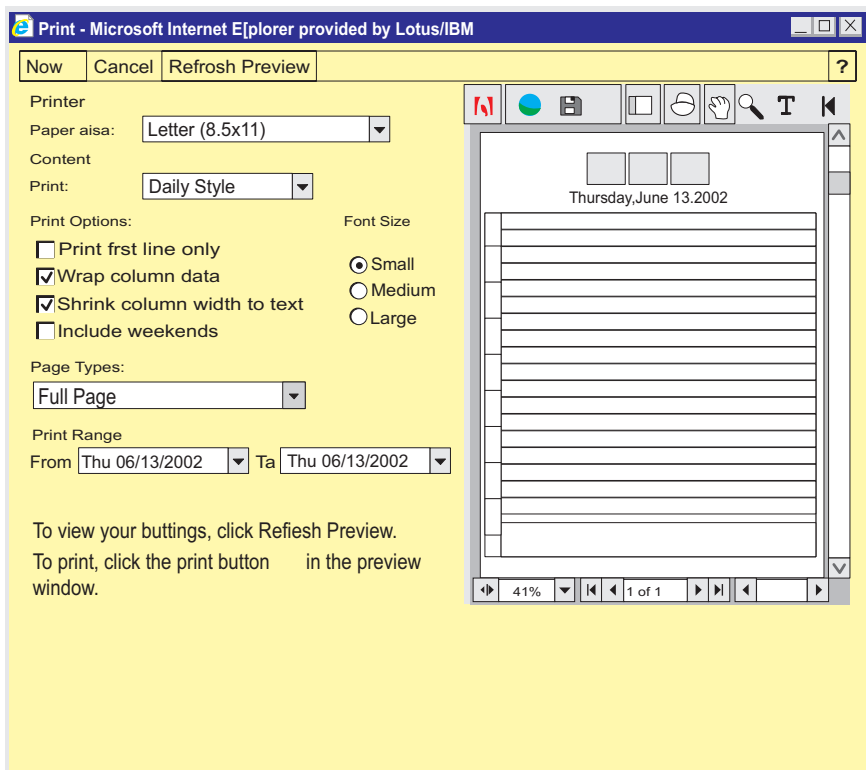 Print - Microsoft Internet E[plorer provided by Lotus/IBM
Now Cancel Refrosh Preview ?
Printer
Paper aisa: Letter (8.5x11)
Content
Print: Daily Style
Print Options:
Print frst line only
Wrap column data
Shrink column width to text
Include weekends
Font Size
Small
Medium
Large
Page Types:
Full Page
Print Range
From Thu 06/13/2002 Ta Thu 06/13/2002
To view your buttings, click Refiesh Preview.
To print, click the print button in the preview
window.
T
Thursday,June 13.2002
41% 1 of 1